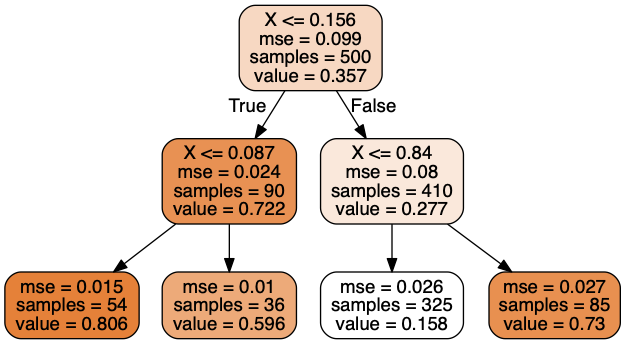 X <= 0.156
mse = 0.099
samples = 500
value = 0.357
True
False
X <= 0.087
mse = 0.024
samples = 90
value = 0.722
X <= 0.84
mse = 0.08
samples = 410
value = 0.277
mse = 0.015
samples = 54
value = 0.806
mse = 0.01
samples = 36
value = 0.596
mse = 0.026
samples = 325
value = 0.158
mse = 0.027
samples = 85
value = 0.73